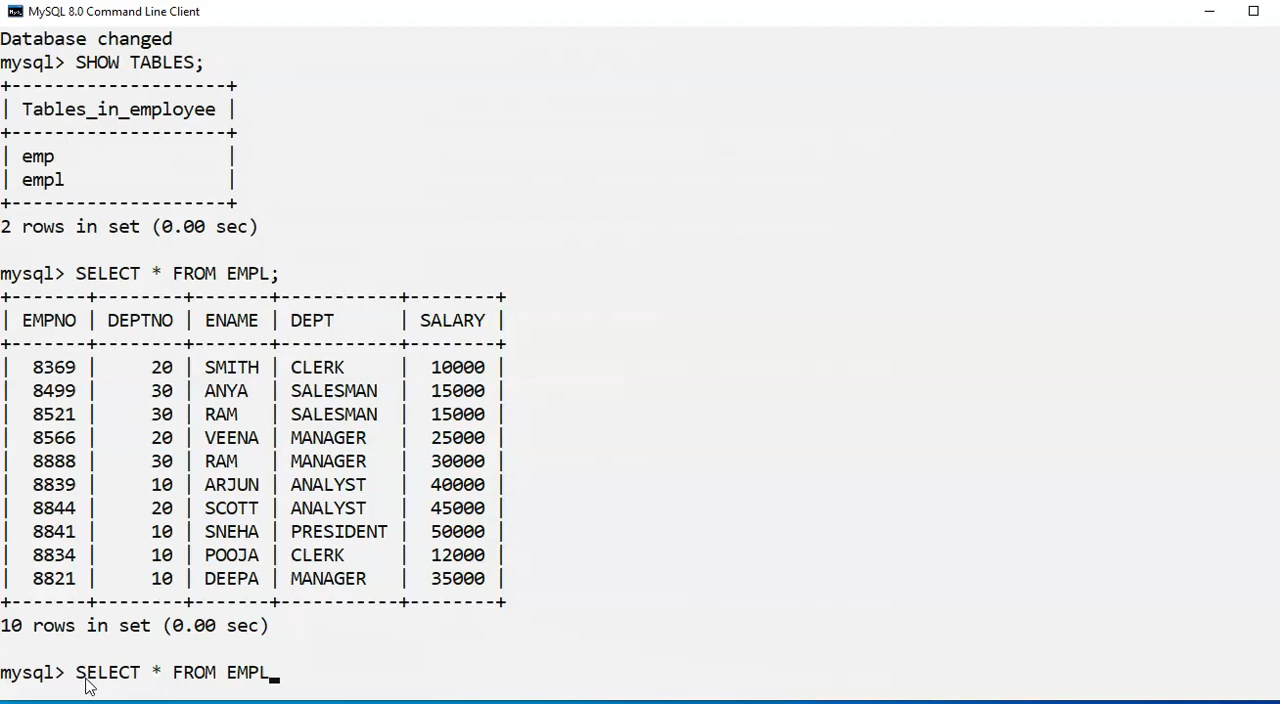 MySQL 8.0 Command Line Client
Database changed
mysql> SHOW TABLES;
+--------------------+
| Tables_in_employee |
+--------------------+
| emp                |
| empl               |
+--------------------+
2 rows in set (0.00 sec)
mysql> SELECT * FROM EMPL;
+-------+--------+-------+-----------+--------+
| EMPNO | DEPTNO | ENAME | DEPT      | SALARY |
+-------+--------+-------+-----------+--------+
|  8369 |     20 | SMITH | CLERK     |  10000 |
|  8499 |     30 | ANYA  | SALESMAN  |  15000 |
|  8521 |     30 | RAM   | SALESMAN  |  15000 |
|  8566 |     20 | VEENA | MANAGER   |  25000 |
|  8888 |     30 | RAM   | MANAGER   |  30000 |
|  8839 |     10 | ARJUN | ANALYST   |  40000 |
|  8844 |     20 | SCOTT | ANALYST   |  45000 |
|  8841 |     10 | SNEHA | PRESIDENT |  50000 |
|  8834 |     10 | POOJA | CLERK     |  12000 |
|  8821 |     10 | DEEPA | MANAGER   |  35000 |
+-------+--------+-------+-----------+--------+
10 rows in set (0.00 sec)
mysql> SELECT * FROM EMPL